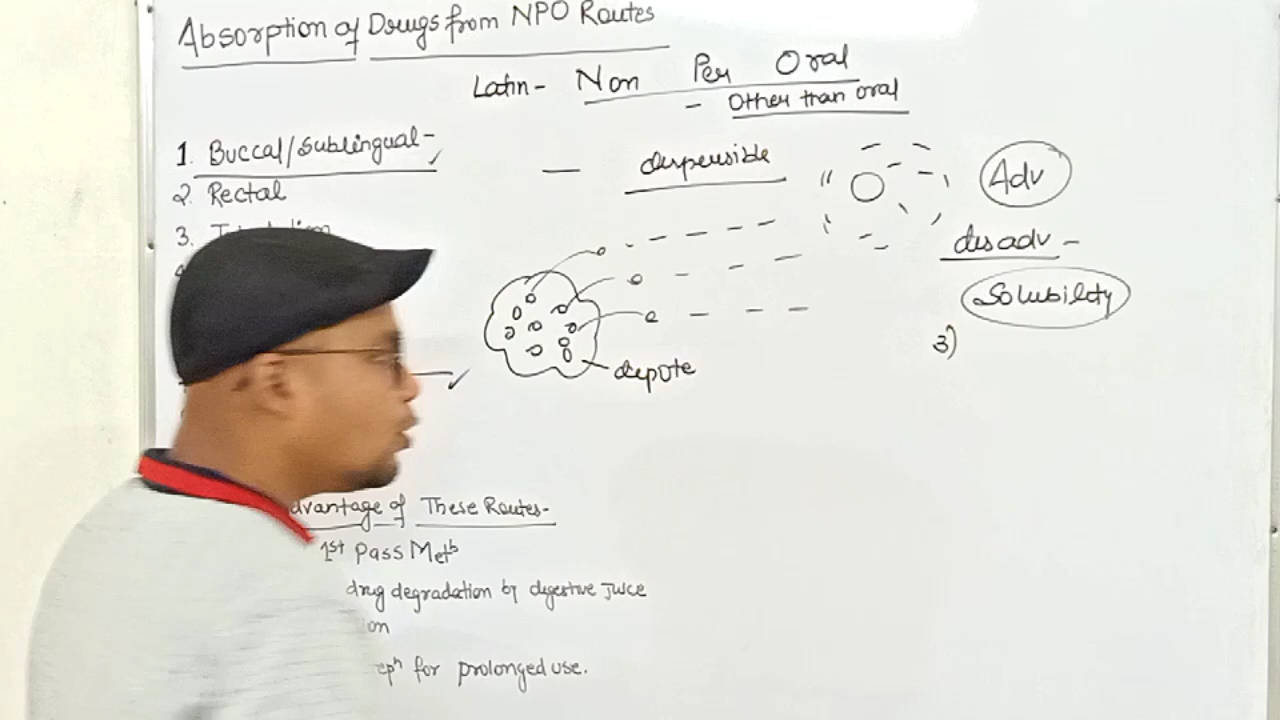 Absorption of Drugs from NPO Routes
Latin - Non Per Oral
- Other than oral
1. Buccal/Sublingual -
— dispersible
Adv
2. Rectal
3.
disadv -
Solubility
3)
depote
dvantage of These Routes-
1st Pass Metb
drug degradation by digestive Juice
ion
eph for prolonged use.